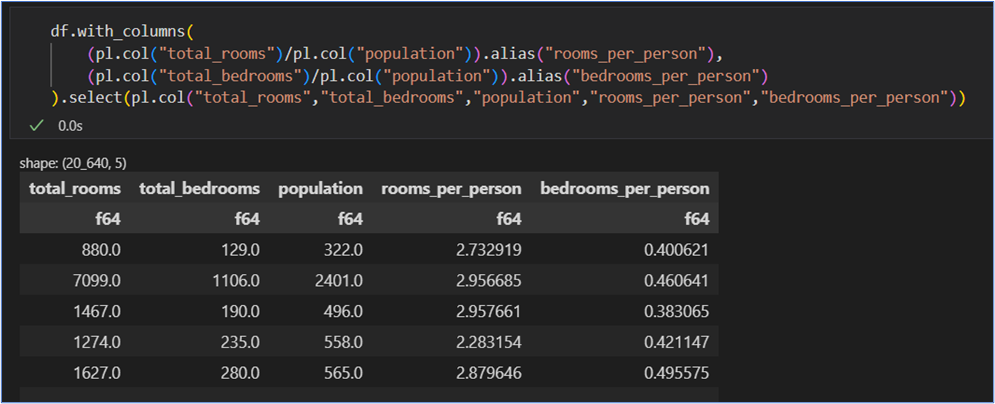 df.with_columns(
(pl.col("total_rooms")/pl.col("population")).alias("rooms_per_person"),
(pl.col("total_bedrooms")/pl.col("population")).alias("bedrooms_per_person")
).select(pl.col("total_rooms","total_bedrooms","population","rooms_per_person","bedrooms_per_person"))
0.0s
shape: (20_640, 5)
total_rooms total_bedrooms population rooms_per_person bedrooms_per_person
f64 f64 f64 f64 f64
880.0 129.0 322.0 2.732919 0.400621
7099.0 1106.0 2401.0 2.956685 0.460641
1467.0 190.0 496.0 2.957661 0.383065
1274.0 235.0 558.0 2.283154 0.421147
1627.0 280.0 565.0 2.879646 0.495575